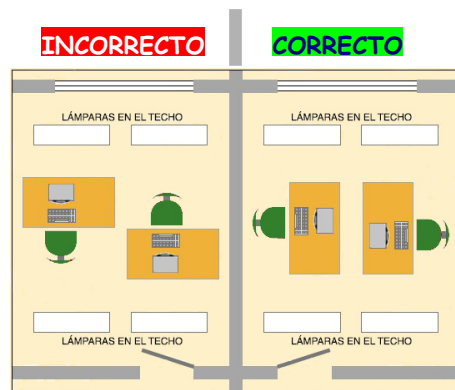 INCORRECTO
CORRECTO
LÁMPARAS EN EL TECHO
LÁMPARAS EN EL TECHO
LÁMPARAS EN EL TECHO
LÁMPARAS EN EL TECHO